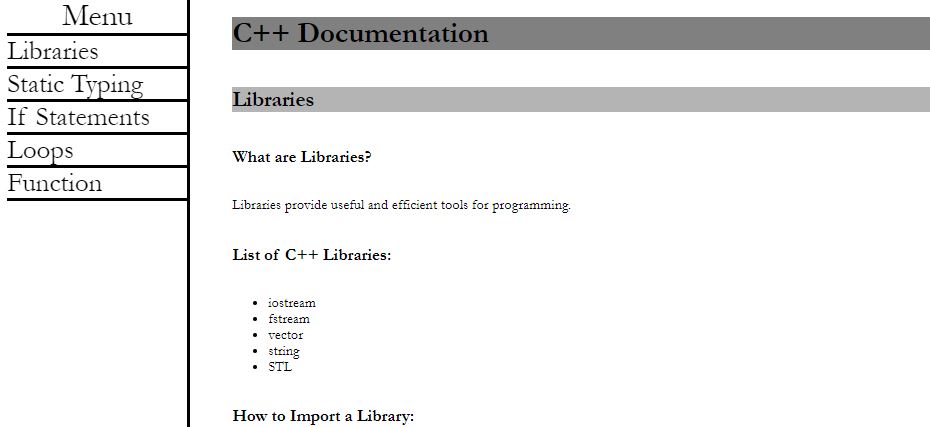 Menu
Libraries
Static Typing
If Statements
Loops
Function
C++ Documentation
Libraries
What are Libraries?
Libraries provide useful and efficient tools for programming.
List of C++ Libraries:
iostream
fstream
vector
string
STL
How to Import a Library: